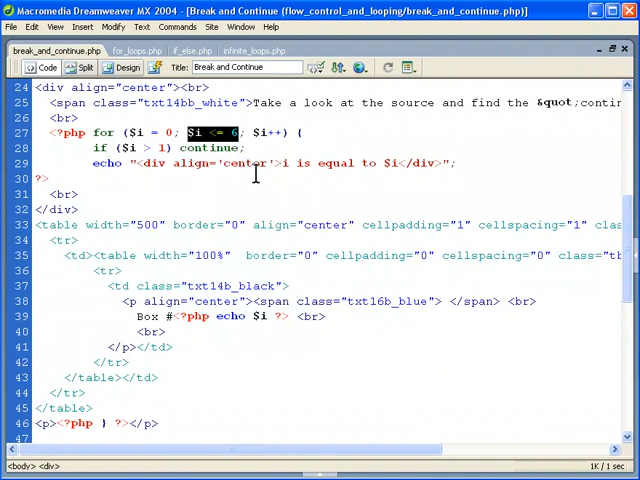 Macromedia Dreamweaver MX 2004 - [Break and Continue (flow_control_and_looping/break_and_continue.php)]
File Edit View Insert Modify Text Commands Site Window Help
break_and_continue.php for_loops.php if_else.php infinite_loops.php
Code Split Design Title: Break and Continue
24 <div align="center"><br>
25 <span class="txt14bb_white">Take a look at the source and find the &quot;contin
26 <br>
27 <?php for ($i = 0; $i <= 6; $i++) {
28 if ($i > 1) continue;
29 echo "<div align='center'>i is equal to $i</div>";
30 ?>
31 <br>
32 </div>
33 <table width="500" border="0" align="center" cellpadding="1" cellspacing="1" class=
34 <tr>
35 <td><table width="100%" border="0" cellpadding="0" cellspacing="0" class="tb
36 <tr>
37 <td class="txt14b_black">
38 <p align="center"><span class="txt16b_blue"> </span> <br>
39 Box #<?php echo $i ?> <br>
40 <br>
41 </p></td>
42 </tr>
43 </table></td>
44 </tr>
45 </table>
46 <p><?php } ?></p>
47
<body> <div> 1K / 1 sec